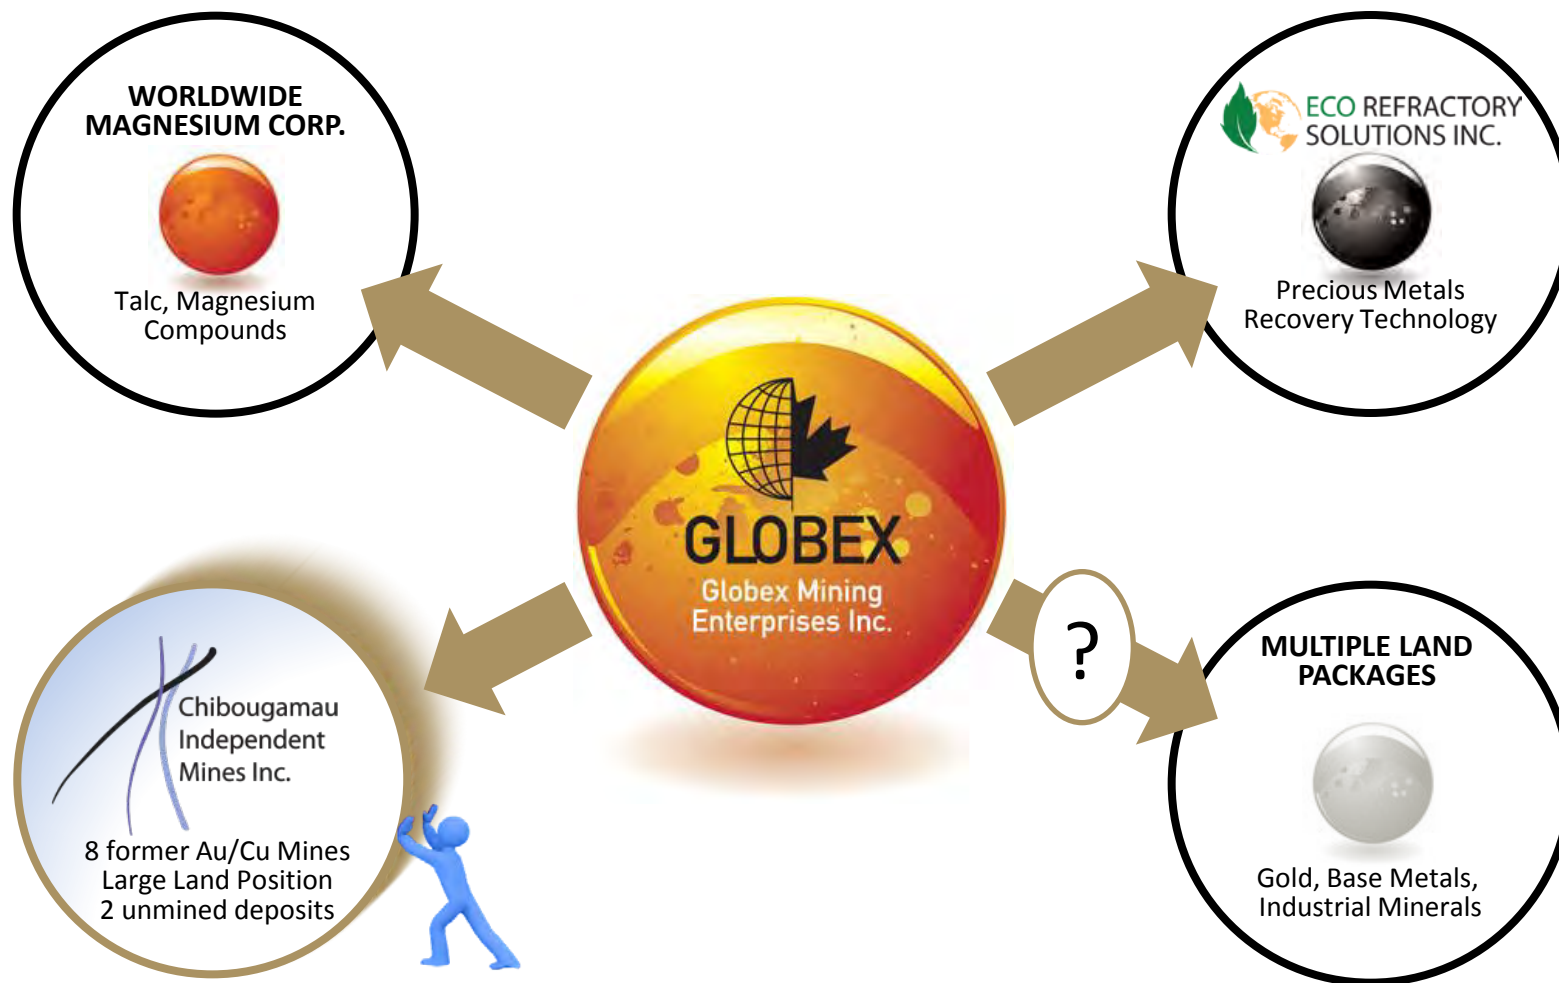 WORLDWIDE
MAGNESIUM CORP.
Talc, Magnesium
Compounds
ECO REFRACTORY
SOLUTIONS INC.
Precious Metals
Recovery Technology
GLOBEX
Globex Mining
Enterprises Inc.
Chibougamau
Independent
Mines Inc.
8 former Au/Cu Mines
Large Land Position
2 unmined deposits
?
MULTIPLE LAND
PACKAGES
Gold, Base Metals,
Industrial Minerals